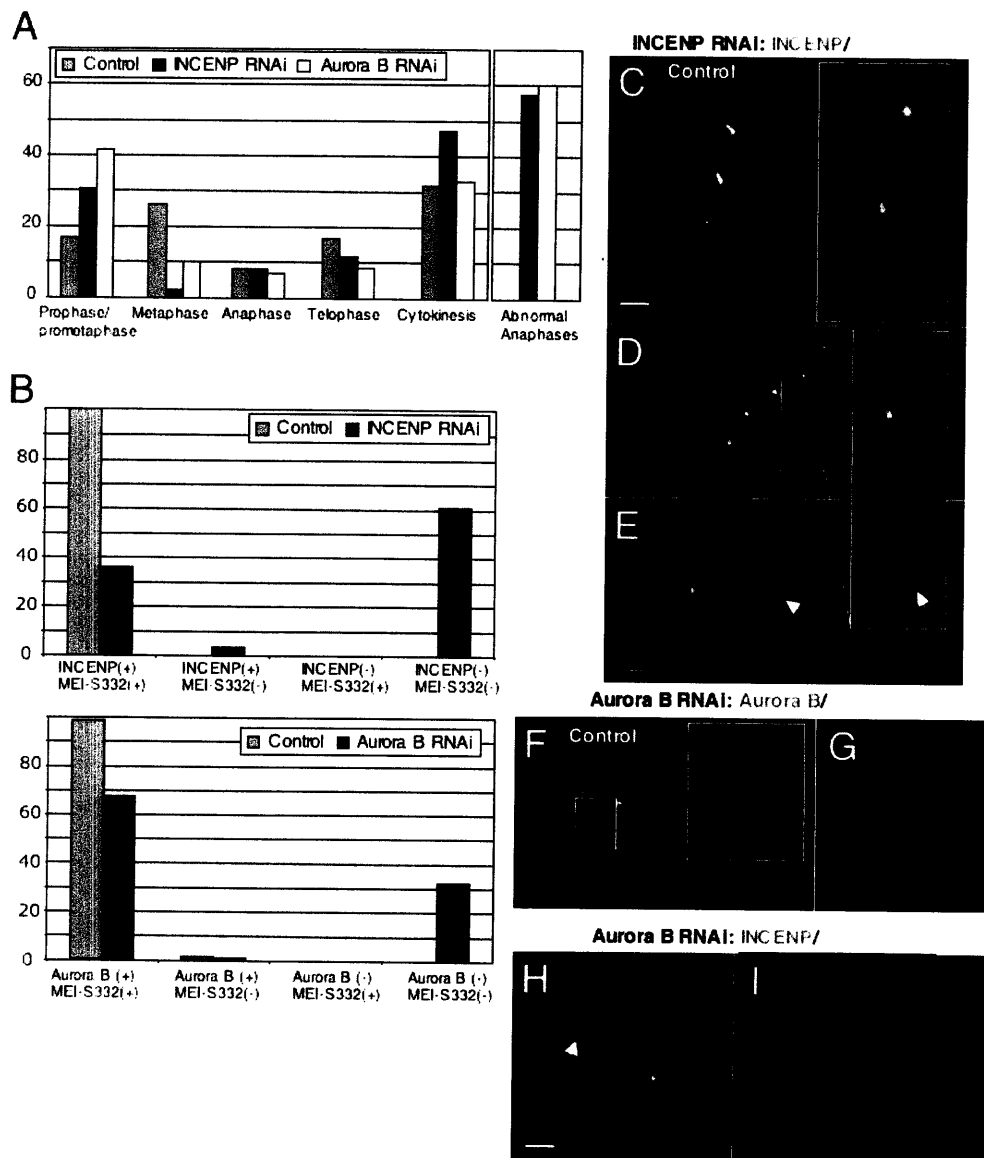 A
Control INCENP RNAi Aurora B RNAi
60
40
20
0
Prophase/
prometaphase
Metaphase
Anaphase
Telophase
Cytokinesis
Abnormal
Anaphases
B
Control INCENP RNAi
80
60
40
20
0
INCENP(+)
MEI-S332(+)
INCENP(+)
MEI-S332(-)
INCENP(-)
MEI-S332(+)
INCENP(-)
MEI-S332(-)
Control Aurora B RNAi
80
60
40
20
0
Aurora B (+)
MEI-S332(+)
Aurora B (+)
MEI-S332(-)
Aurora B (-)
MEI-S332(+)
Aurora B (-)
MEI-S332(-)
INCENP RNAi: INCENP/
C
Control
D
E
Aurora B RNAi: Aurora B/
F
Control
G
Aurora B RNAi: INCENP/
H
I